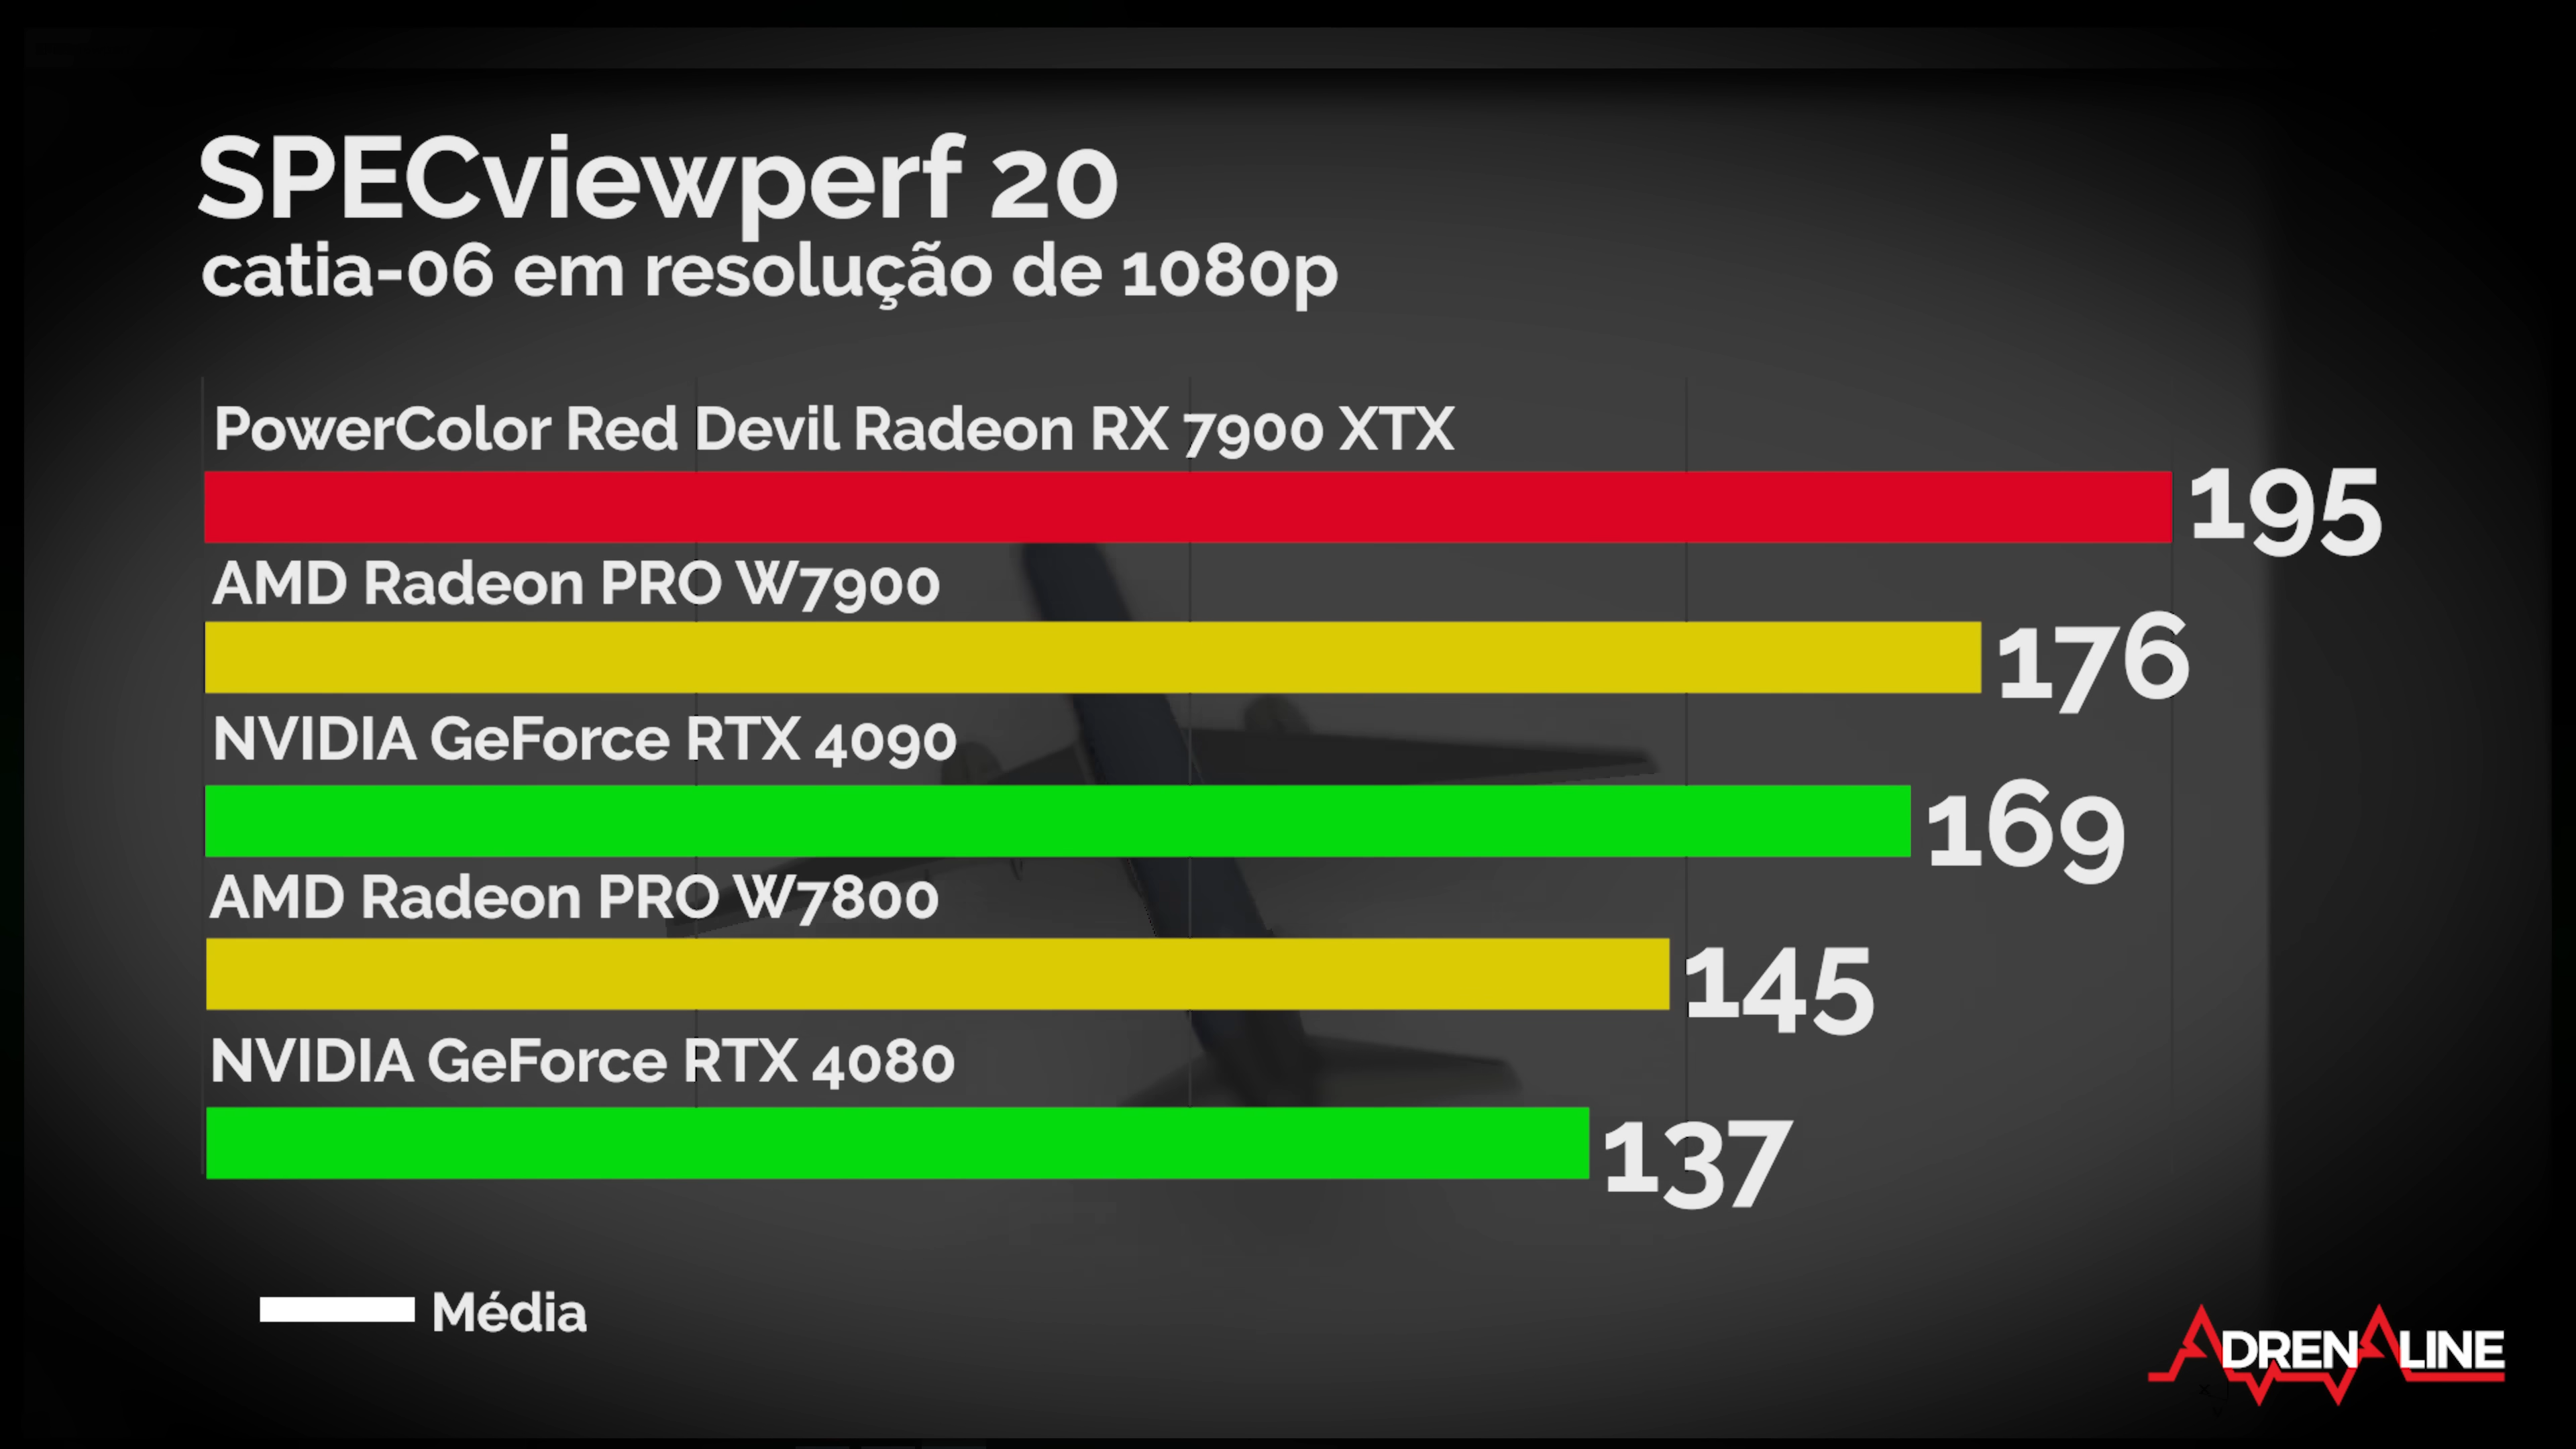 SPECviewperf 20
catia-06 em resolução de 1080p
PowerColor Red Devil Radeon RX 7900 XTX
195
AMD Radeon PRO W7900
176
NVIDIA GeForce RTX 4090
169
AMD Radeon PRO W7800
145
NVIDIA GeForce RTX 4080
137
Média
ADRENALINE